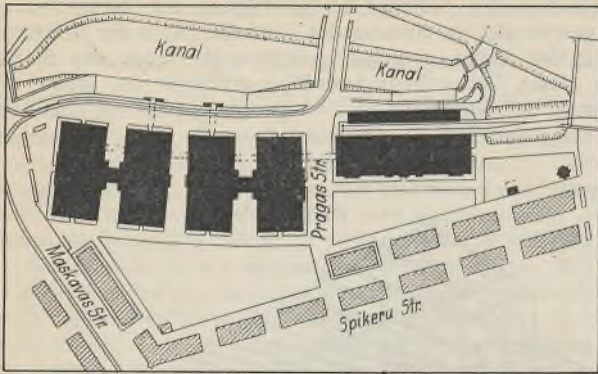 Kanal
Kanal
Pragas Str.
Maskavas Str.
Spikeru Str.